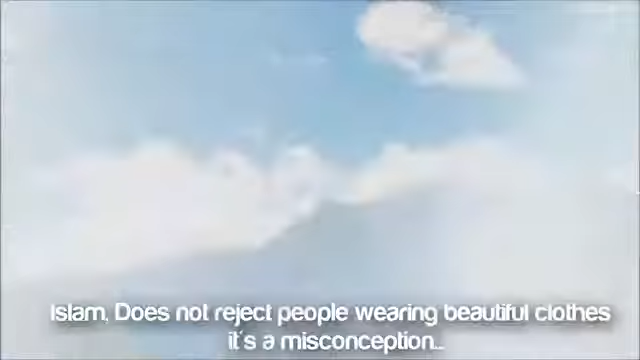 Islam, Does not reject people wearing beautiful clothes
it's a misconception...